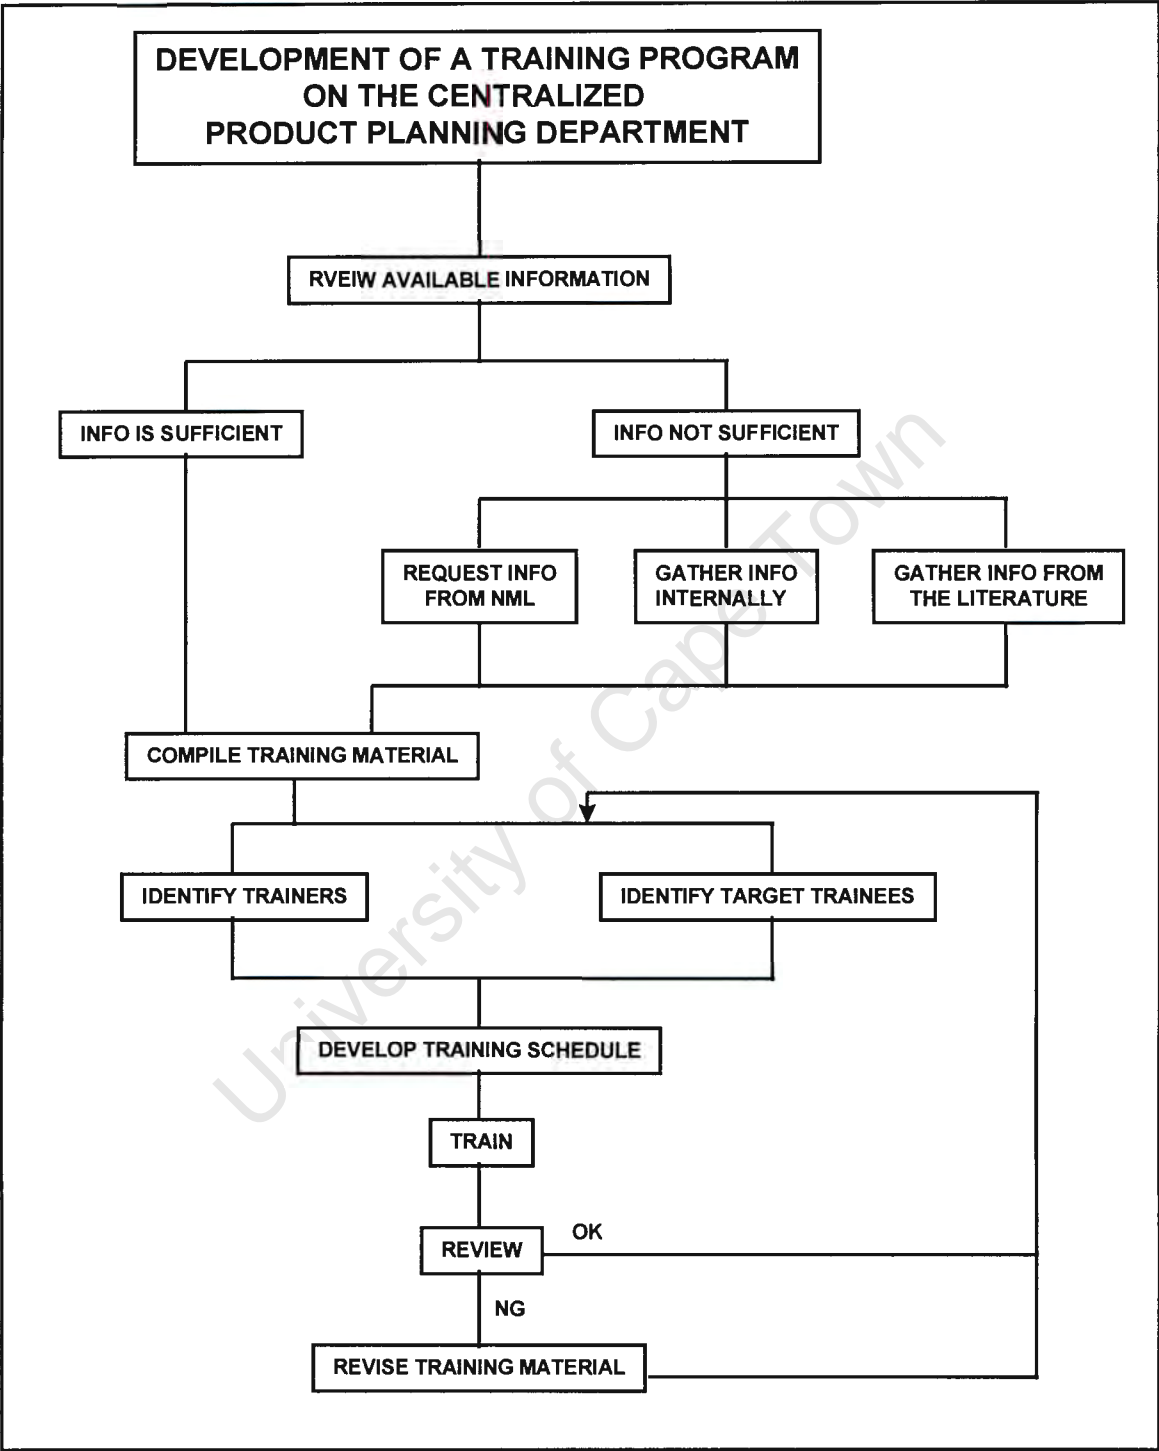 DEVELOPMENT OF A TRAINING PROGRAM
ON THE CENTRALIZED
PRODUCT PLANNING DEPARTMENT
RVEIW AVAILABLE INFORMATION
INFO IS SUFFICIENT
INFO NOT SUFFICIENT
REQUEST INFO
FROM NML
GATHER INFO
INTERNALLY
GATHER INFO FROM
THE LITERATURE
COMPILE TRAINING MATERIAL
IDENTIFY TRAINERS
IDENTIFY TARGET TRAINEES
DEVELOP TRAINING SCHEDULE
TRAIN
REVIEW
OK
NG
REVISE TRAINING MATERIAL
University of Cape Town